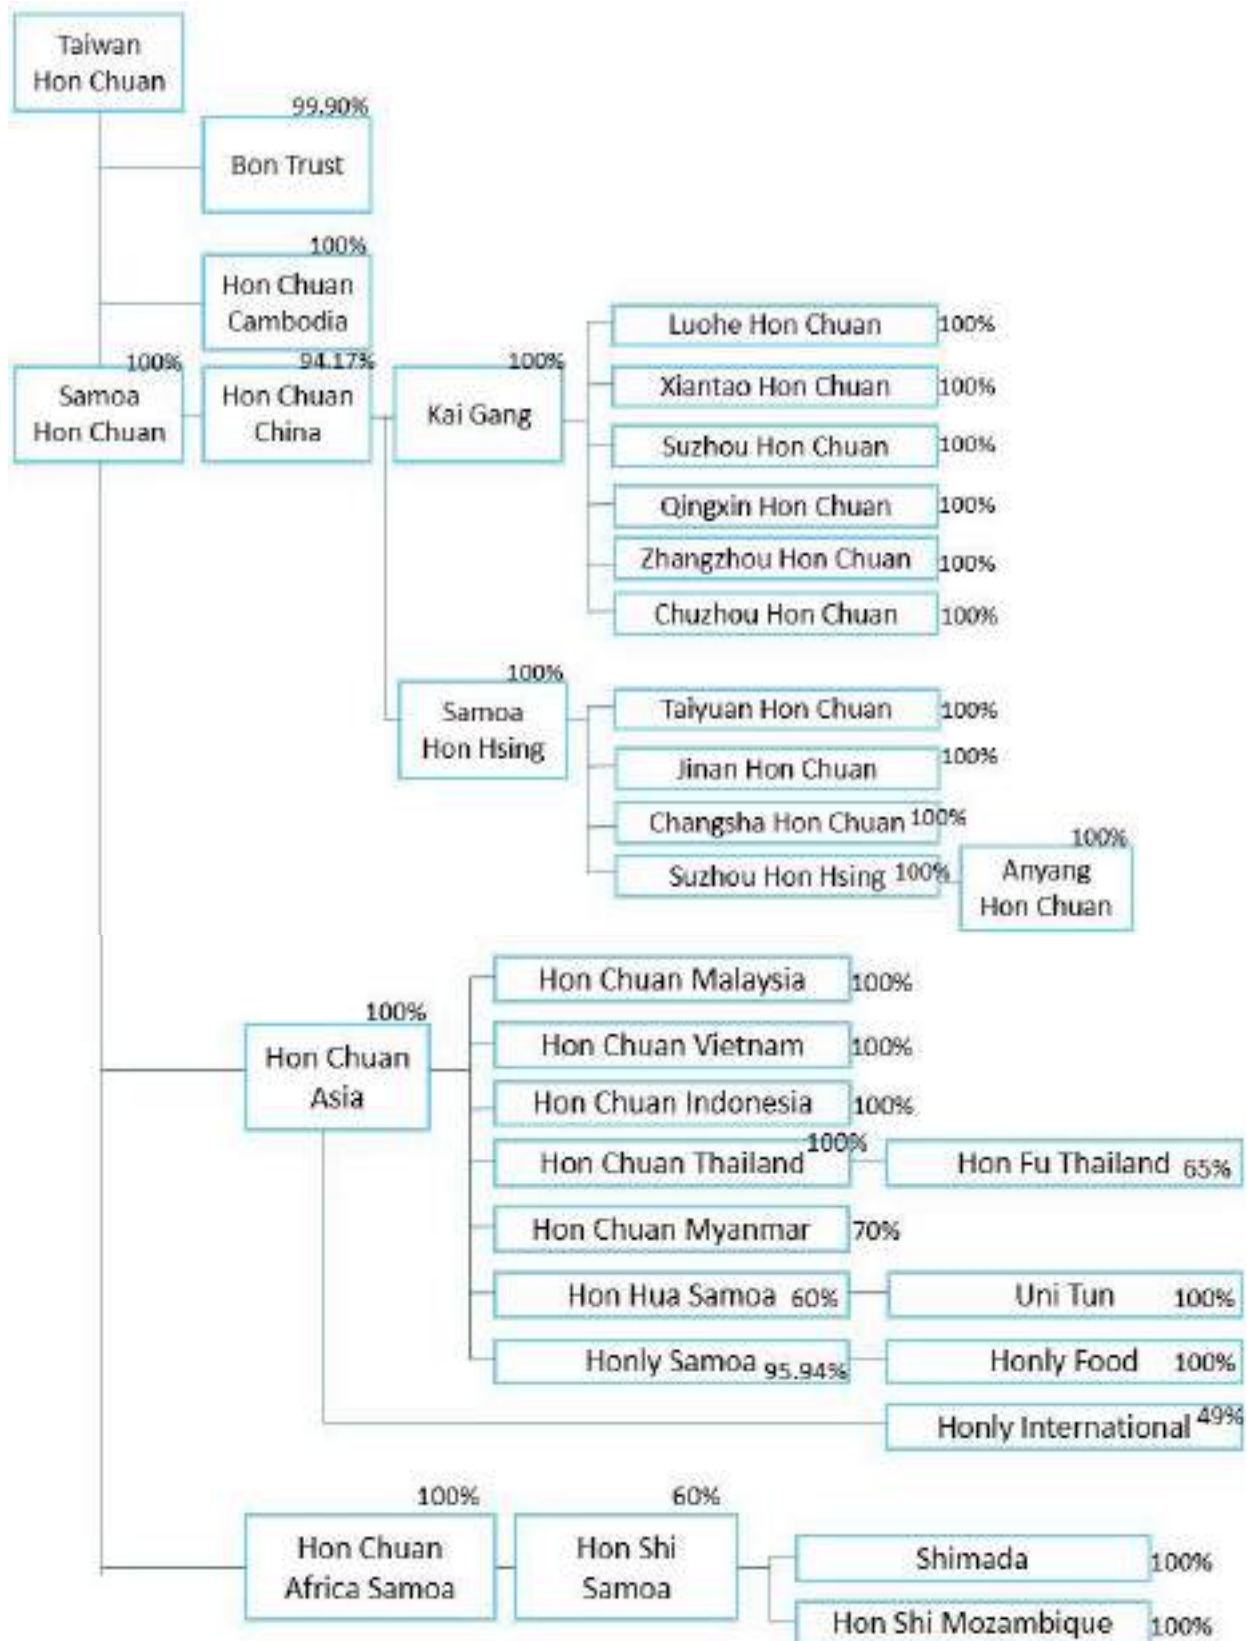 Taiwan
Hon Chuan
99.90%
Bon Trust
100%
Hon Chuan
Cambodia
100%
Samoa
Hon Chuan
94.17%
Hon Chuan
China
100%
Kai Gang
Luohe Hon Chuan 100%
Xiantao Hon Chuan 100%
Suzhou Hon Chuan 100%
Qingxin Hon Chuan 100%
Zhangzhou Hon Chuan 100%
Chuzhou Hon Chuan 100%
100%
Samoa
Hon Hsing
Taiyuan Hon Chuan 100%
Jinan Hon Chuan 100%
Changsha Hon Chuan 100%
Suzhou Hon Hsing 100%
100%
Anyang
Hon Chuan
100%
Hon Chuan
Asia
Hon Chuan Malaysia 100%
Hon Chuan Vietnam 100%
Hon Chuan Indonesia 100%
Hon Chuan Thailand 100%
Hon Fu Thailand 65%
Hon Chuan Myanmar 70%
Hon Hua Samoa 60%
Uni Tun 100%
Honly Samoa 95.94%
Honly Food 100%
Honly International 49%
100%
Hon Chuan
Africa Samoa
60%
Hon Shi
Samoa
Shimada 100%
Hon Shi Mozambique 100%